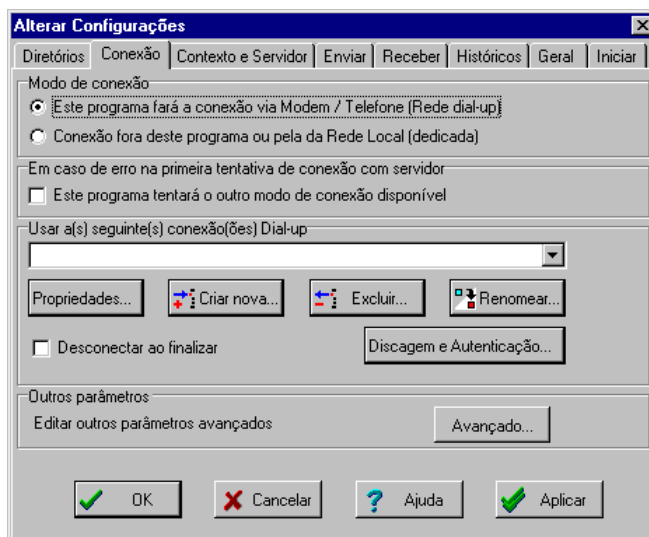 Alterar Configurações
Diretórios Conexão Contexto e Servidor Enviar Receber Históricos Geral Iniciar
Modo de conexão
Este programa fará a conexão via Modem / Telefone (Rede dial-up)
Conexão fora deste programa ou pela da Rede Local (dedicada)
Em caso de erro na primeira tentativa de conexão com servidor
Este programa tentará o outro modo de conexão disponível
Usar a(s) seguinte(s) conexão(ões) Dial-up
Propriedades... Criar nova... Excluir... Renomear...
Desconectar ao finalizar Discagem e Autenticação...
Outros parâmetros
Editar outros parâmetros avançados Avançado...
OK Cancelar Ajuda Aplicar